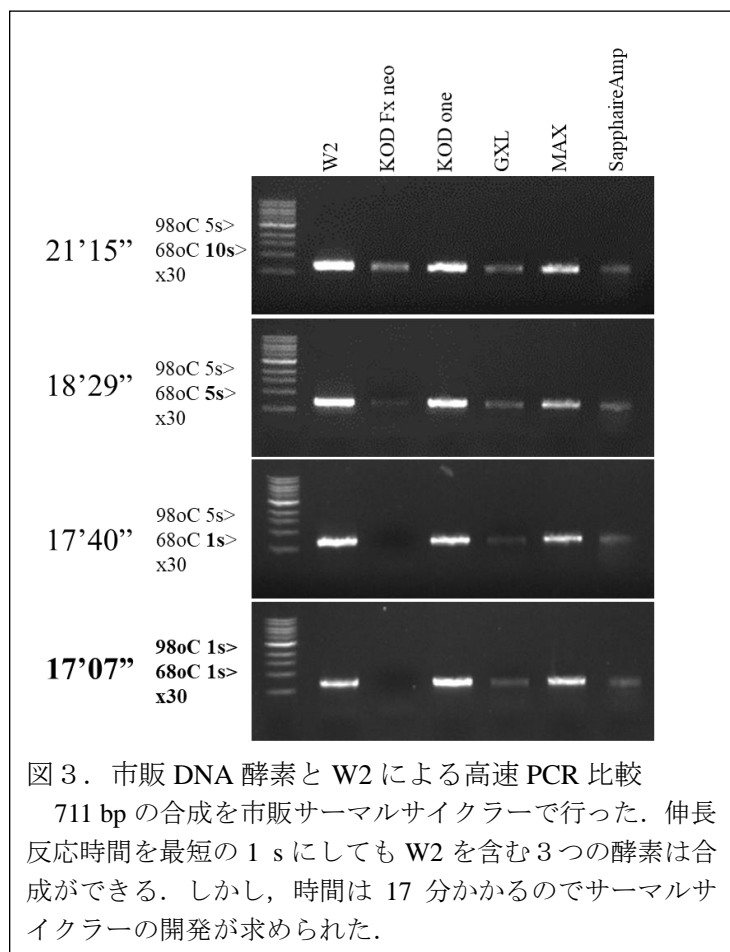 W2
KOD Fx neo
KOD one
GXL
MAX
SapphaireAmp
21’15”
98oC 5s>
68oC 10s>
x30
18’29”
98oC 5s>
68oC 5s>
x30
17’40”
98oC 5s>
68oC 1s>
x30
17’07”
98oC 1s>
68oC 1s>
x30
図３．市販 DNA 酵素と W2 による高速 PCR 比較
711 bp の合成を市販サーマルサイクラーで行った．伸長
反応時間を最短の 1 s にしても W2 を含む３つの酵素は合
成ができる．しかし，時間は 17 分かかるのでサーマルサ
イクラーの開発が求められた．